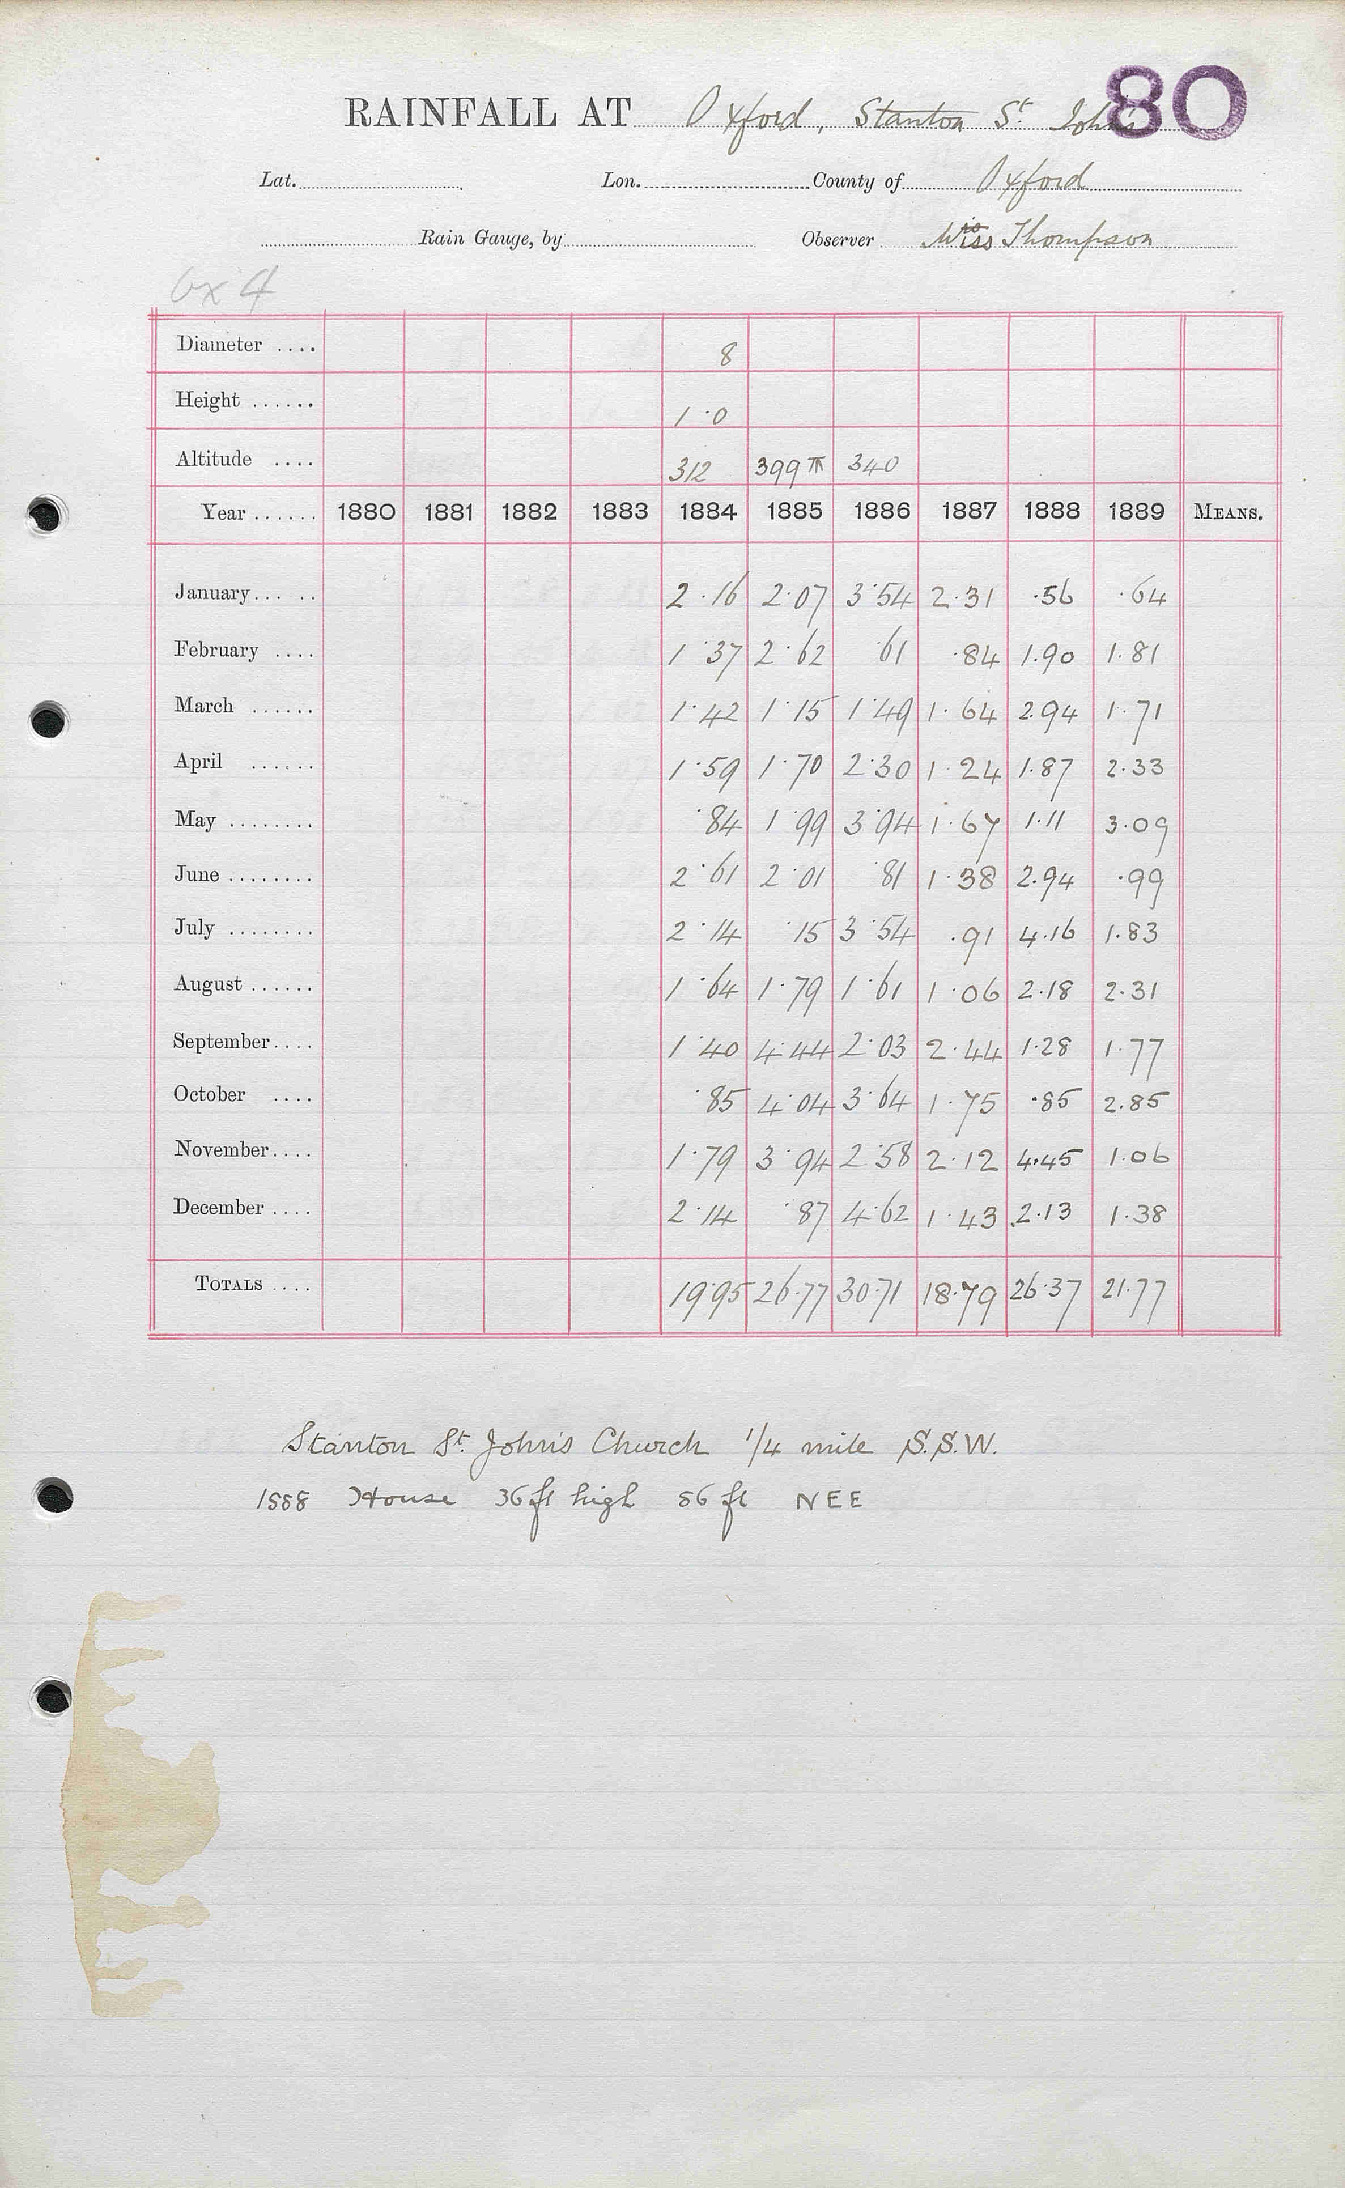 80
RAINFALL AT Oxford, Stanton St. John's
Lat. Lon. County of Oxford
Rain Gauge, by Observer Miss Thompson
Ox 4
Diameter .... 8
Height ...... 1·0
Altitude .... 312 399 T 340
Year ...... 1880 1881 1882 1883 1884 1885 1886 1887 1888 1889 MEANS.
January... .. 2·16 2·07 3·54 2·31 ·56 ·64
February .... 1·37 2·62 ·61 ·84 1.90 1.81
March ...... 1·42 1·15 1·49 1·64 2.94 1·71
April ...... 1·59 1·70 2·30 1·24 1.87 2.33
May ........ ·84 1·99 3·94 1·67 1·11 3·09
June ........ 2·61 2·01 ·81 1·38 2.94 ·99
July ........ 2·14 ·15 3·54 ·91 4·16 1.83
August ...... 1·64 1·79 1·61 1·06 2·18 2·31
September.... 1·40 4·44 2·03 2·44 1·28 1·77
October .... ·85 4·04 3·64 1·75 ·85 2.85
November.... 1·79 3·94 2·58 2·12 4·45 1·06
December .... 2·14 ·87 4·62 1·43 2·13 1·38
TOTALS .... 19·95 26·77 30·71 18·79 26·37 21·77
Stanton St. John's Church 1/4 mile S.S.W.
1888 House 36 ft high 56 ft NEE